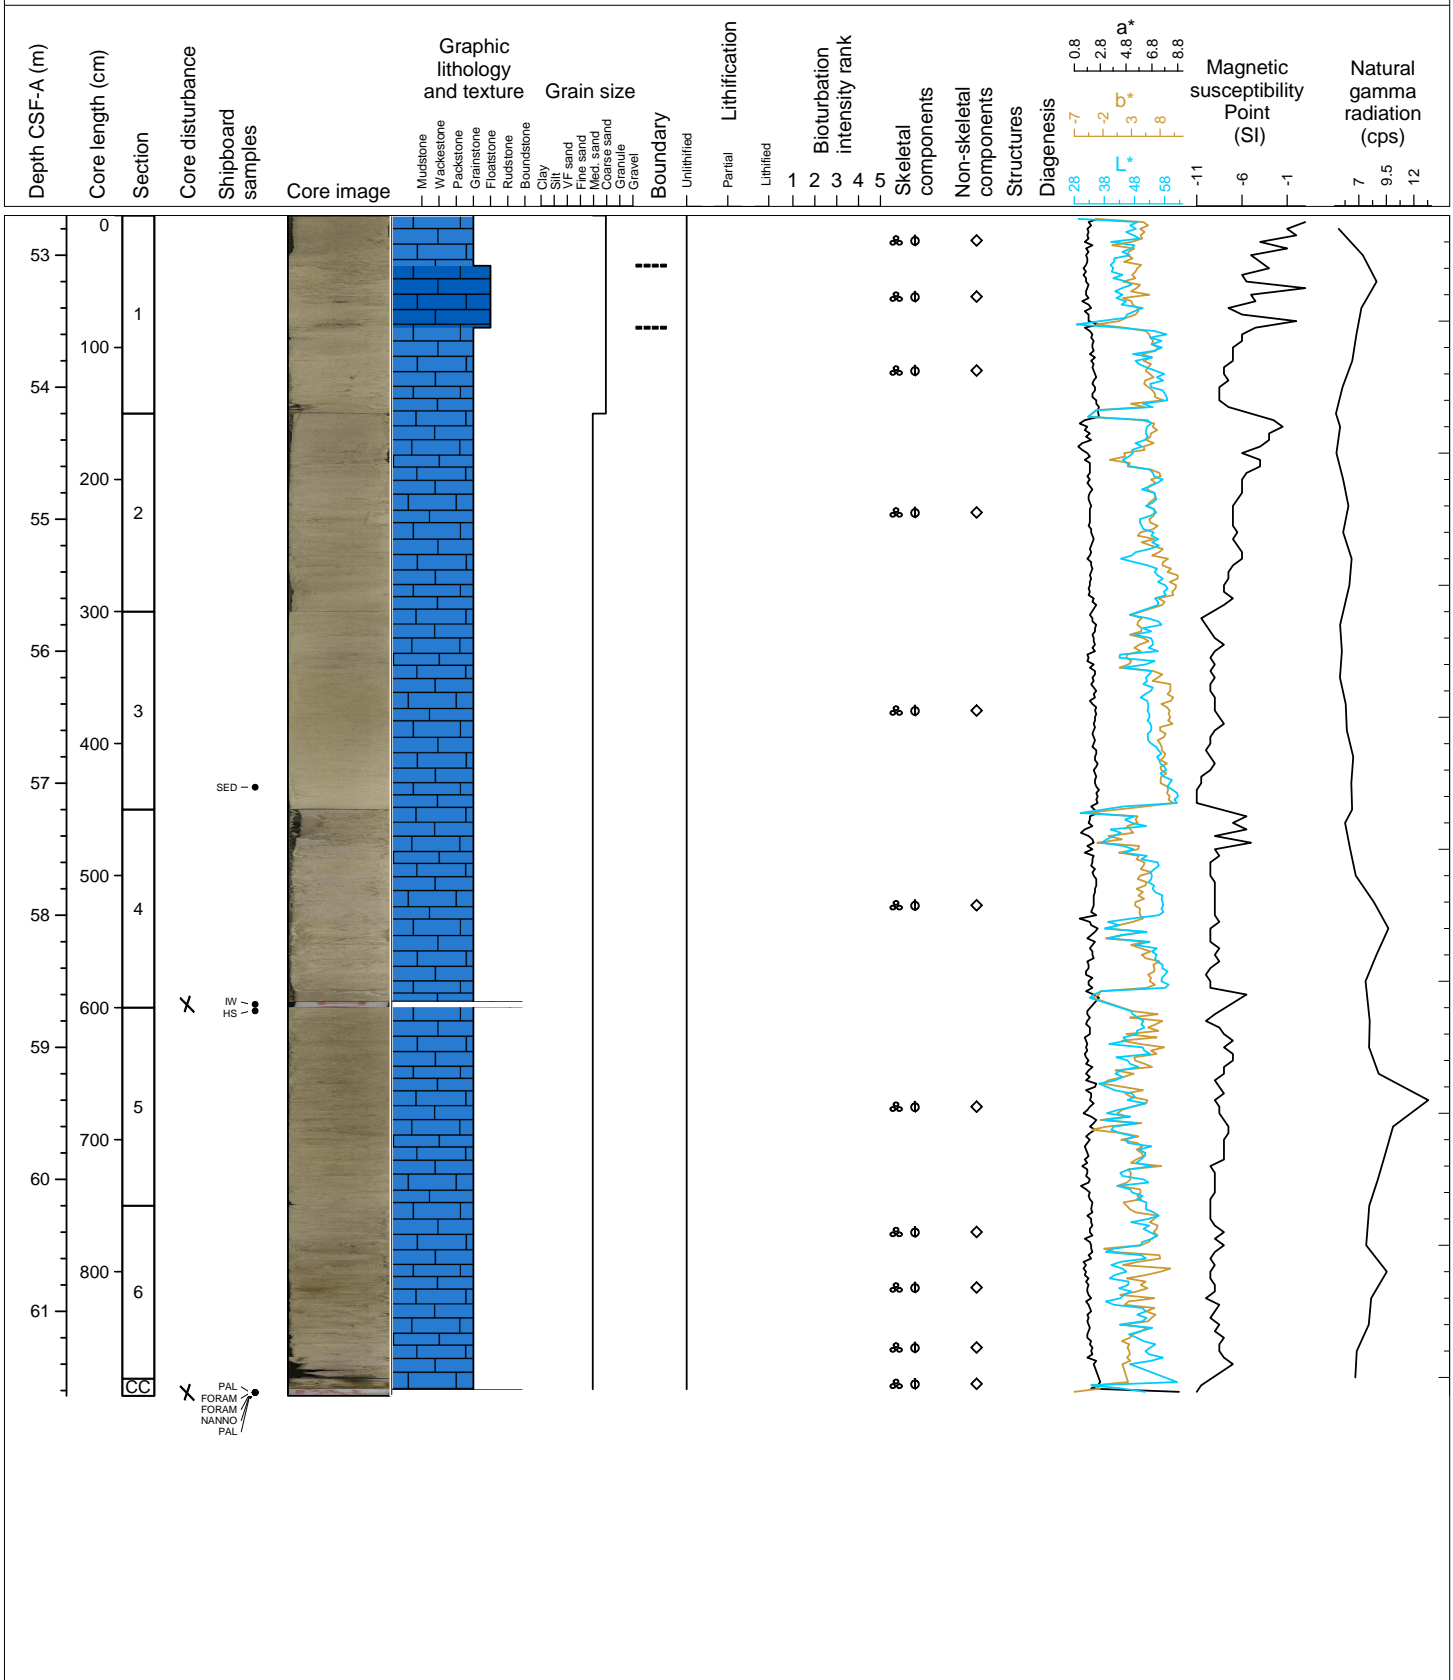 Depth CSF-A (m)
Core length (cm)
Section
Core disturbance
Shipboard
samples
Core image
Graphic
lithology
and texture
Mudstone
Wackestone
Packstone
Grainstone
Floatstone
Rudstone
Boundstone
Grain size
Clay
Silt
VF sand
Fine sand
Med. sand
Coarse sand
Granule
Gravel
Boundary
Lithification
Unlithified
Partial
Lithified
Bioturbation
intensity rank
1 2 3 4 5
Skeletal
components
Non-skeletal
components
Structures
Diagenesis
a*
0.8 2.8 4.8 6.8 8.8
b*
-7 -2 3 8
L*
28 38 48 58
Magnetic
susceptibility
Point
(SI)
-11 -6 -1
Natural
gamma
radiation
(cps)
7 9.5 12
0
53
1
100
54
200
2
55
300
56
3
400
57
SED
500
4
58
IW
600
HS
59
5
700
60
800
6
61
CC
PAL
FORAM
FORAM
NANNO
PAL